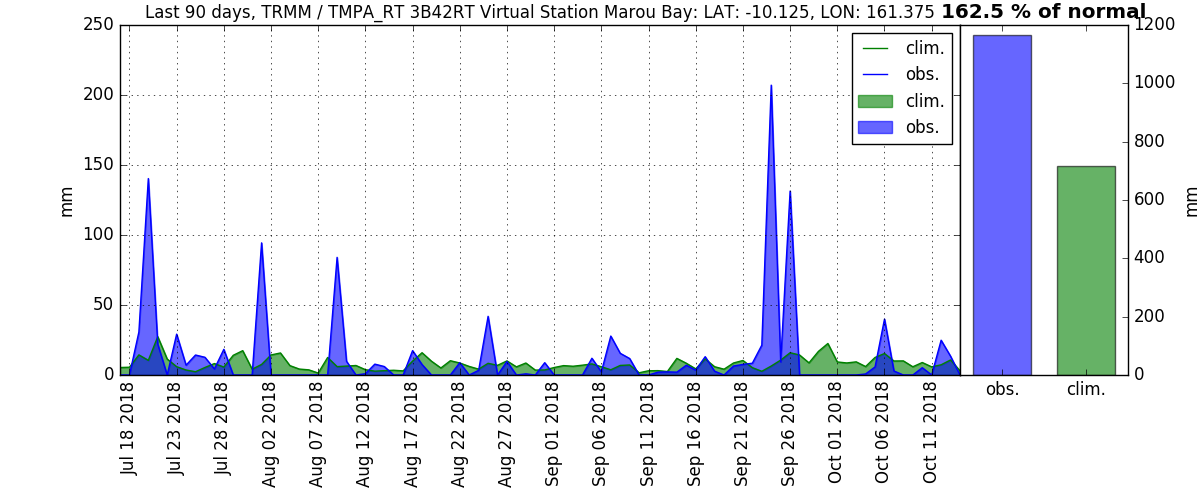 Last 90 days, TRMM / TMPA_RT 3B42RT Virtual Station Marou Bay: LAT: -10.125, LON: 161.375 162.5 % of normal
250
200
150
100
50
0
mm
clim.
obs.
clim.
obs.
Jul 18 2018
Jul 23 2018
Jul 28 2018
Aug 02 2018
Aug 07 2018
Aug 12 2018
Aug 17 2018
Aug 22 2018
Aug 27 2018
Sep 01 2018
Sep 06 2018
Sep 11 2018
Sep 16 2018
Sep 21 2018
Sep 26 2018
Oct 01 2018
Oct 06 2018
Oct 11 2018
1200
1000
800
600
400
200
0
mm
obs.
clim.